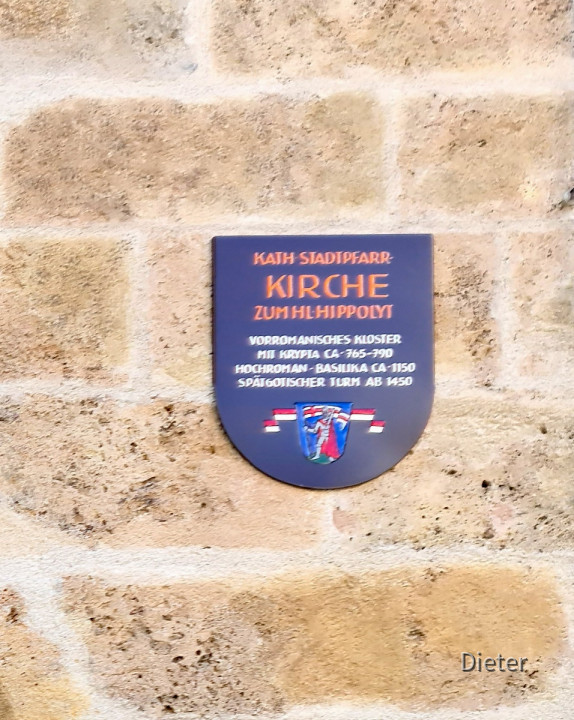 KATH·STADTPFARR-
KIRCHE
ZUM HL·HIPPOLYT
VORROMANISCHES KLOSTER
MIT KRYPTA CA·765-790
HOCHROMAN·BASILIKA CA·1150
SPÄTGOTISCHER TURM AB 1450
Dieter